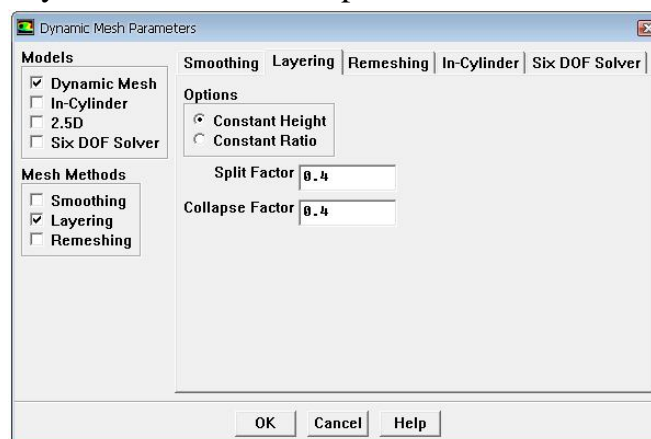 Dynamic Mesh Parameters
Models
Dynamic Mesh
In-Cylinder
2.5D
Six DOF Solver
Mesh Methods
Smoothing
Layering
Remeshing
Smoothing Layering Remeshing In-Cylinder Six DOF Solver
Options
Constant Height
Constant Ratio
Split Factor 0.4
Collapse Factor 0.4
OK Cancel Help